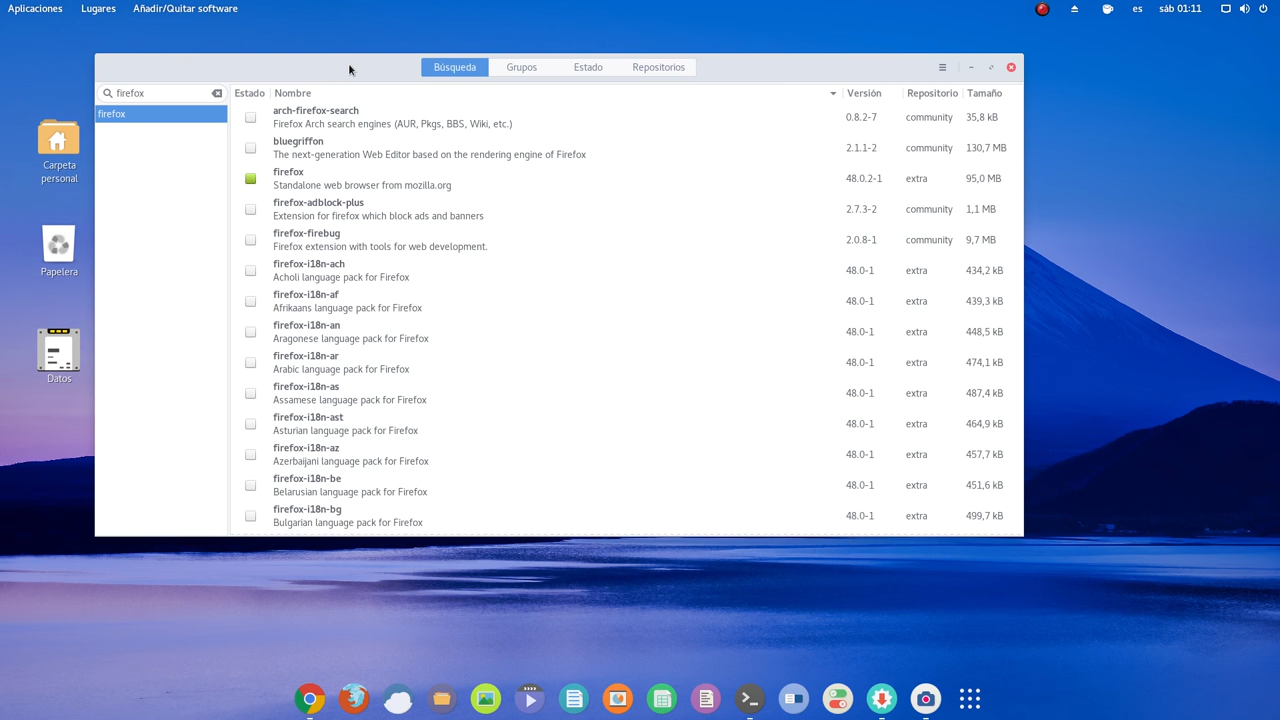 Aplicaciones Lugares Añadir/Quitar software es sáb 01:11
Búsqueda Grupos Estado Repositorios
firefox
firefox
Estado Nombre Versión Repositorio Tamaño
arch-firefox-search
Firefox Arch search engines (AUR, Pkgs, BBS, Wiki, etc.)
0.8.2-7 community 35,8 kB
bluegriffon
The next-generation Web Editor based on the rendering engine of Firefox
2.1.1-2 community 130,7 MB
firefox
Standalone web browser from mozilla.org
48.0.2-1 extra 95,0 MB
firefox-adblock-plus
Extension for firefox which block ads and banners
2.7.3-2 community 1,1 MB
firefox-firebug
Firefox extension with tools for web development.
2.0.8-1 community 9,7 MB
firefox-i18n-ach
Acholi language pack for Firefox
48.0-1 extra 434,2 kB
firefox-i18n-af
Afrikaans language pack for Firefox
48.0-1 extra 439,3 kB
firefox-i18n-an
Aragonese language pack for Firefox
48.0-1 extra 448,5 kB
firefox-i18n-ar
Arabic language pack for Firefox
48.0-1 extra 474,1 kB
firefox-i18n-as
Assamese language pack for Firefox
48.0-1 extra 487,4 kB
firefox-i18n-ast
Asturian language pack for Firefox
48.0-1 extra 464,9 kB
firefox-i18n-az
Azerbaijani language pack for Firefox
48.0-1 extra 457,7 kB
firefox-i18n-be
Belarusian language pack for Firefox
48.0-1 extra 451,6 kB
firefox-i18n-bg
Bulgarian language pack for Firefox
48.0-1 extra 499,7 kB
Carpeta
personal
Papelera
Datos